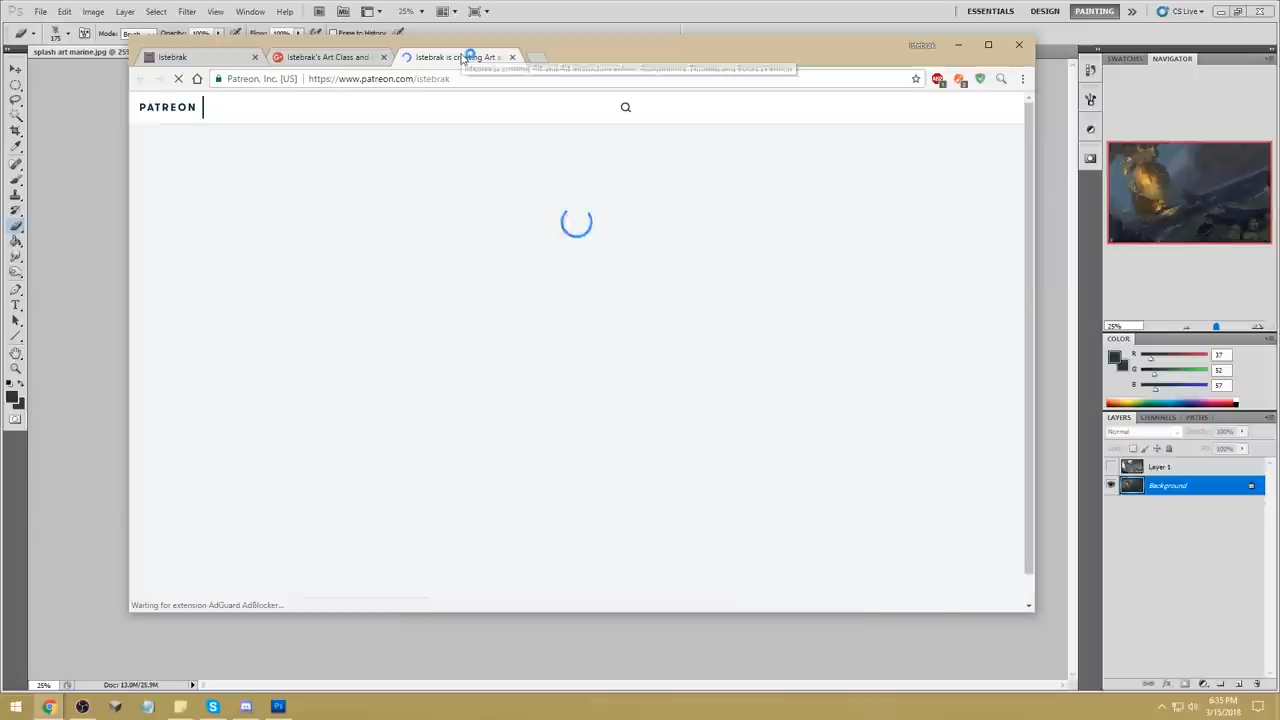 File Edit Image Layer Select Filter View Window Help 25% ESSENTIALS DESIGN PAINTING CS Live
Mode: Opacity: 100% Flow: 100% Erase to History
175
splash art marine.jpg @ 25%
Istebrak
Istebrak
Istebrak's Art Class and
Patreon, Inc. [US] https://www.patreon.com/istebrak
PATREON
Waiting for extension AdGuard AdBlocker...
SWATCHES NAVIGATOR
25%
COLOR
R 37
G 52
B 57
LAYERS CHANNELS PATHS
Normal Opacity: 100%
Lock: Fill: 100%
Layer 1
Background
25% Doc: 13.0M/25.9M
6:35 PM
3/15/2018